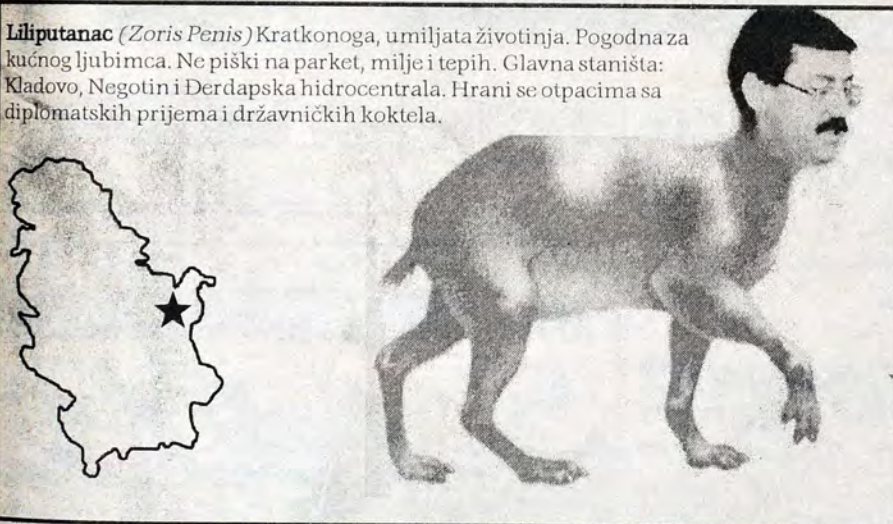 Liliputanac (Zoris Penis) Kratkonoga, umiljata životinja. Pogodna za
kućnog ljubimca. Ne piški na parket, milje i tepih. Glavna staništa:
Kladovo, Negotin i Đerdapska hidrocentrala. Hrani se otpacima sa
diplomatskih prijema i državničkih koktela.